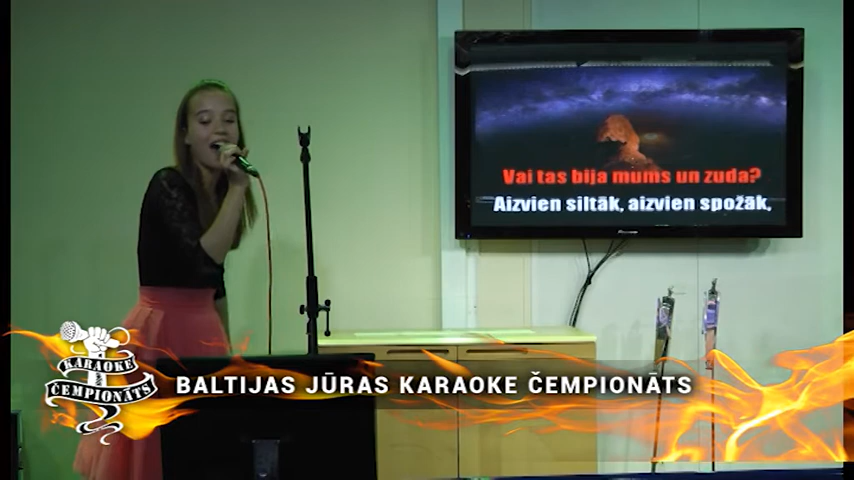 Vai tas bija mums un zuda?
Aizvien siltāk, aizvien spožāk,
KARAOKE
ČEMPIONĀTS
BALTIJAS JŪRAS KARAOKE ČEMPIONĀTS